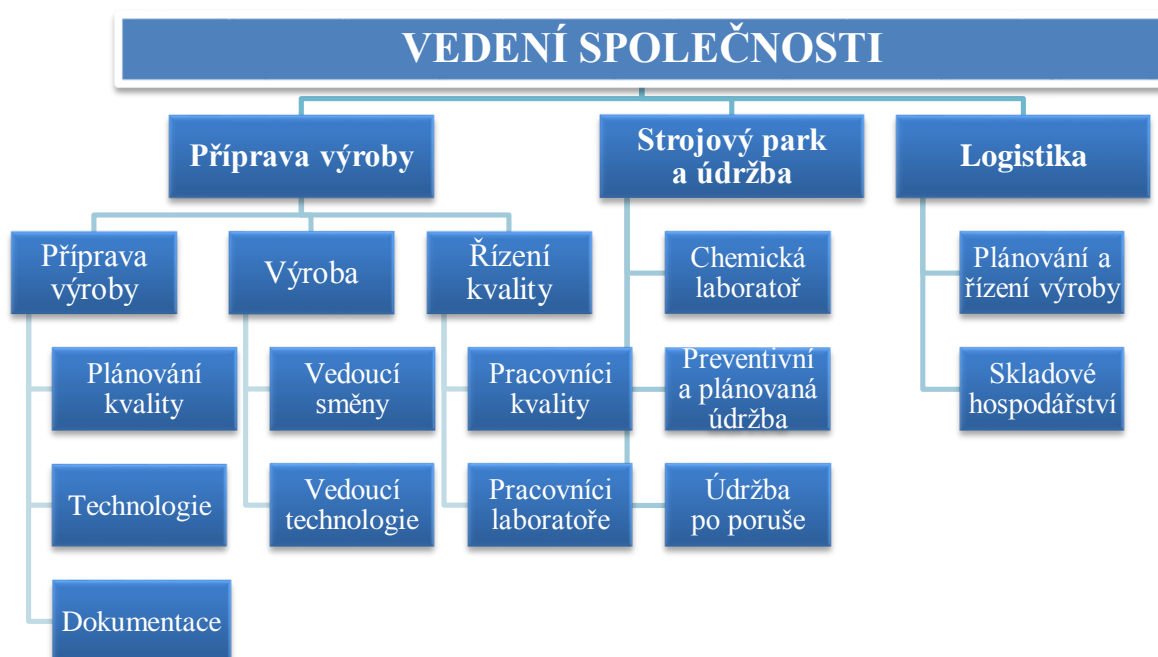 VEDENÍ SPOLEČNOSTI
Příprava výroby
Strojový park
a údržba
Logistika
Příprava
výroby
Výroba
Řízení
kvality
Chemická
laboratoř
Plánování a
řízení výroby
Plánování
kvality
Vedoucí
směny
Pracovníci
kvality
Preventivní
a plánovaná
údržba
Skladové
hospodářství
Technologie
Vedoucí
technologie
Pracovníci
laboratoře
Údržba
po poruše
Dokumentace